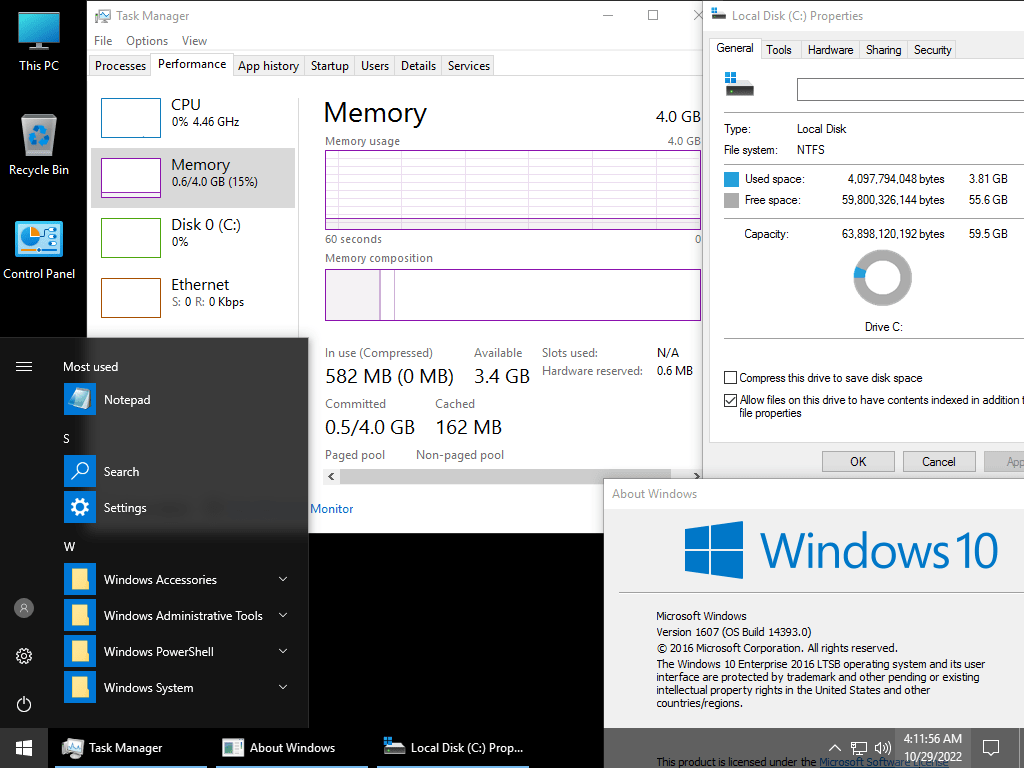 This PC
Recycle Bin
Control Panel
Task Manager
File Options View
Processes Performance App history Startup Users Details Services
CPU
0% 4.46 GHz
Memory
0.6/4.0 GB (15%)
Disk 0 (C:)
0%
Ethernet
S: 0 R: 0 Kbps
Memory 4.0 GB
Memory usage 4.0 GB
60 seconds 0
Memory composition
In use (Compressed) Available Slots used: N/A
582 MB (0 MB) 3.4 GB Hardware reserved: 0.6 MB
Committed Cached
0.5/4.0 GB 162 MB
Paged pool Non-paged pool
Monitor
Local Disk (C:) Properties
General Tools Hardware Sharing Security
Type: Local Disk
File system: NTFS
Used space: 4,097,794,048 bytes 3.81 GB
Free space: 59,800,326,144 bytes 55.6 GB
Capacity: 63,898,120,192 bytes 59.5 GB
Drive C:
Compress this drive to save disk space
Allow files on this drive to have contents indexed in addition t
file properties
OK Cancel App
Most used
Notepad
S
Search
Settings
W
Windows Accessories
Windows Administrative Tools
Windows PowerShell
Windows System
About Windows
Windows 10
Microsoft Windows
Version 1607 (OS Build 14393.0)
© 2016 Microsoft Corporation. All rights reserved.
The Windows 10 Enterprise 2016 LTSB operating system and its user
interface are protected by trademark and other pending or existing
intellectual property rights in the United States and other
countries/regions.
This product is licensed under the Microsoft Software License
Task Manager About Windows Local Disk (C:) Prop...
4:11:56 AM
10/29/2022